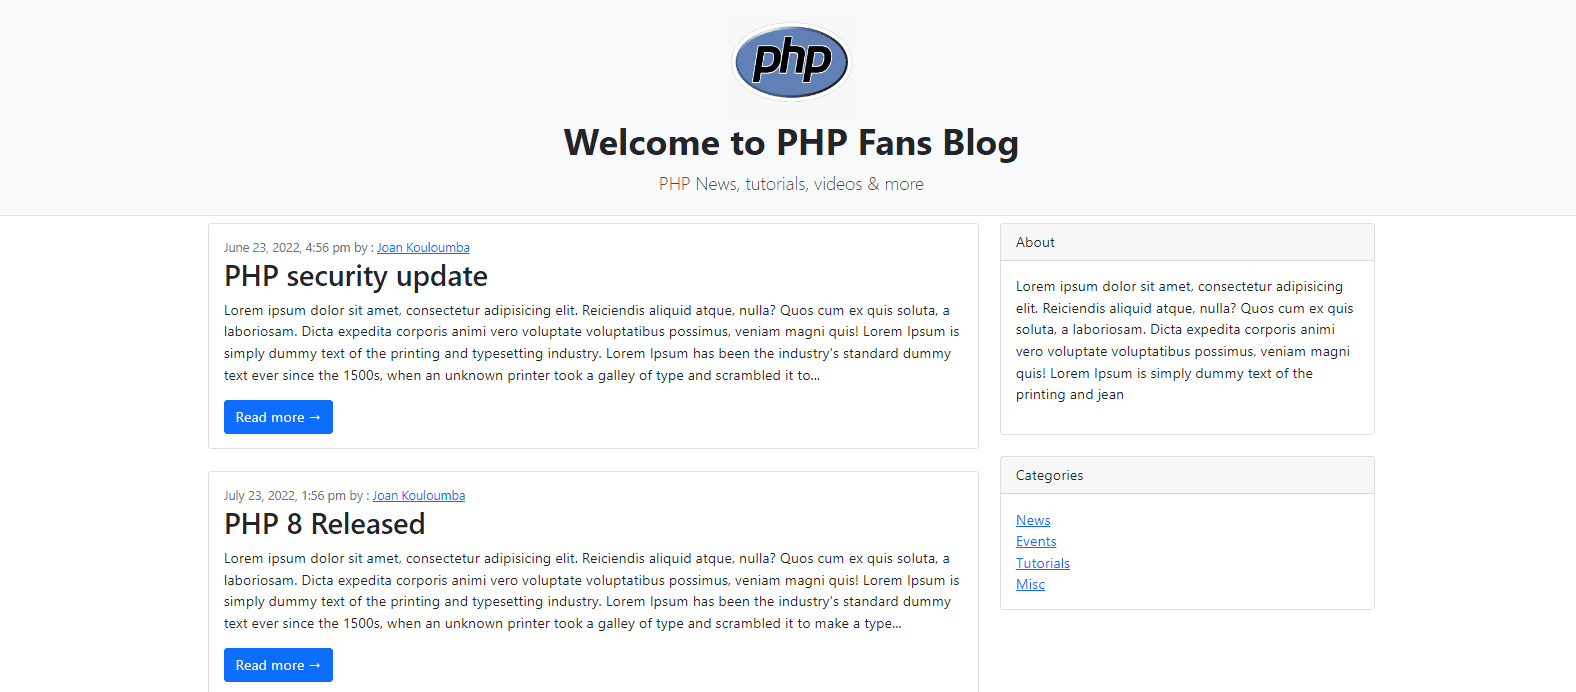 php
Welcome to PHP Fans Blog
PHP News, tutorials, videos & more
June 23, 2022, 4:56 pm by : Joan Kouloumba
PHP security update
Lorem ipsum dolor sit amet, consectetur adipisicing elit. Reiciendis aliquid atque, nulla? Quos cum ex quis soluta, a
laboriosam. Dicta expedita corporis animi vero voluptate voluptatibus possimus, veniam magni quis! Lorem Ipsum is
simply dummy text of the printing and typesetting industry. Lorem Ipsum has been the industry's standard dummy
text ever since the 1500s, when an unknown printer took a galley of type and scrambled it to...
Read more →
July 23, 2022, 1:56 pm by : Joan Kouloumba
PHP 8 Released
Lorem ipsum dolor sit amet, consectetur adipisicing elit. Reiciendis aliquid atque, nulla? Quos cum ex quis soluta, a
laboriosam. Dicta expedita corporis animi vero voluptate voluptatibus possimus, veniam magni quis! Lorem Ipsum is
simply dummy text of the printing and typesetting industry. Lorem Ipsum has been the industry's standard dummy
text ever since the 1500s, when an unknown printer took a galley of type and scrambled it to make a type...
Read more →
About
Lorem ipsum dolor sit amet, consectetur adipisicing
elit. Reiciendis aliquid atque, nulla? Quos cum ex quis
soluta, a laboriosam. Dicta expedita corporis animi
vero voluptate voluptatibus possimus, veniam magni
quis! Lorem Ipsum is simply dummy text of the
printing and jean
Categories
News
Events
Tutorials
Misc